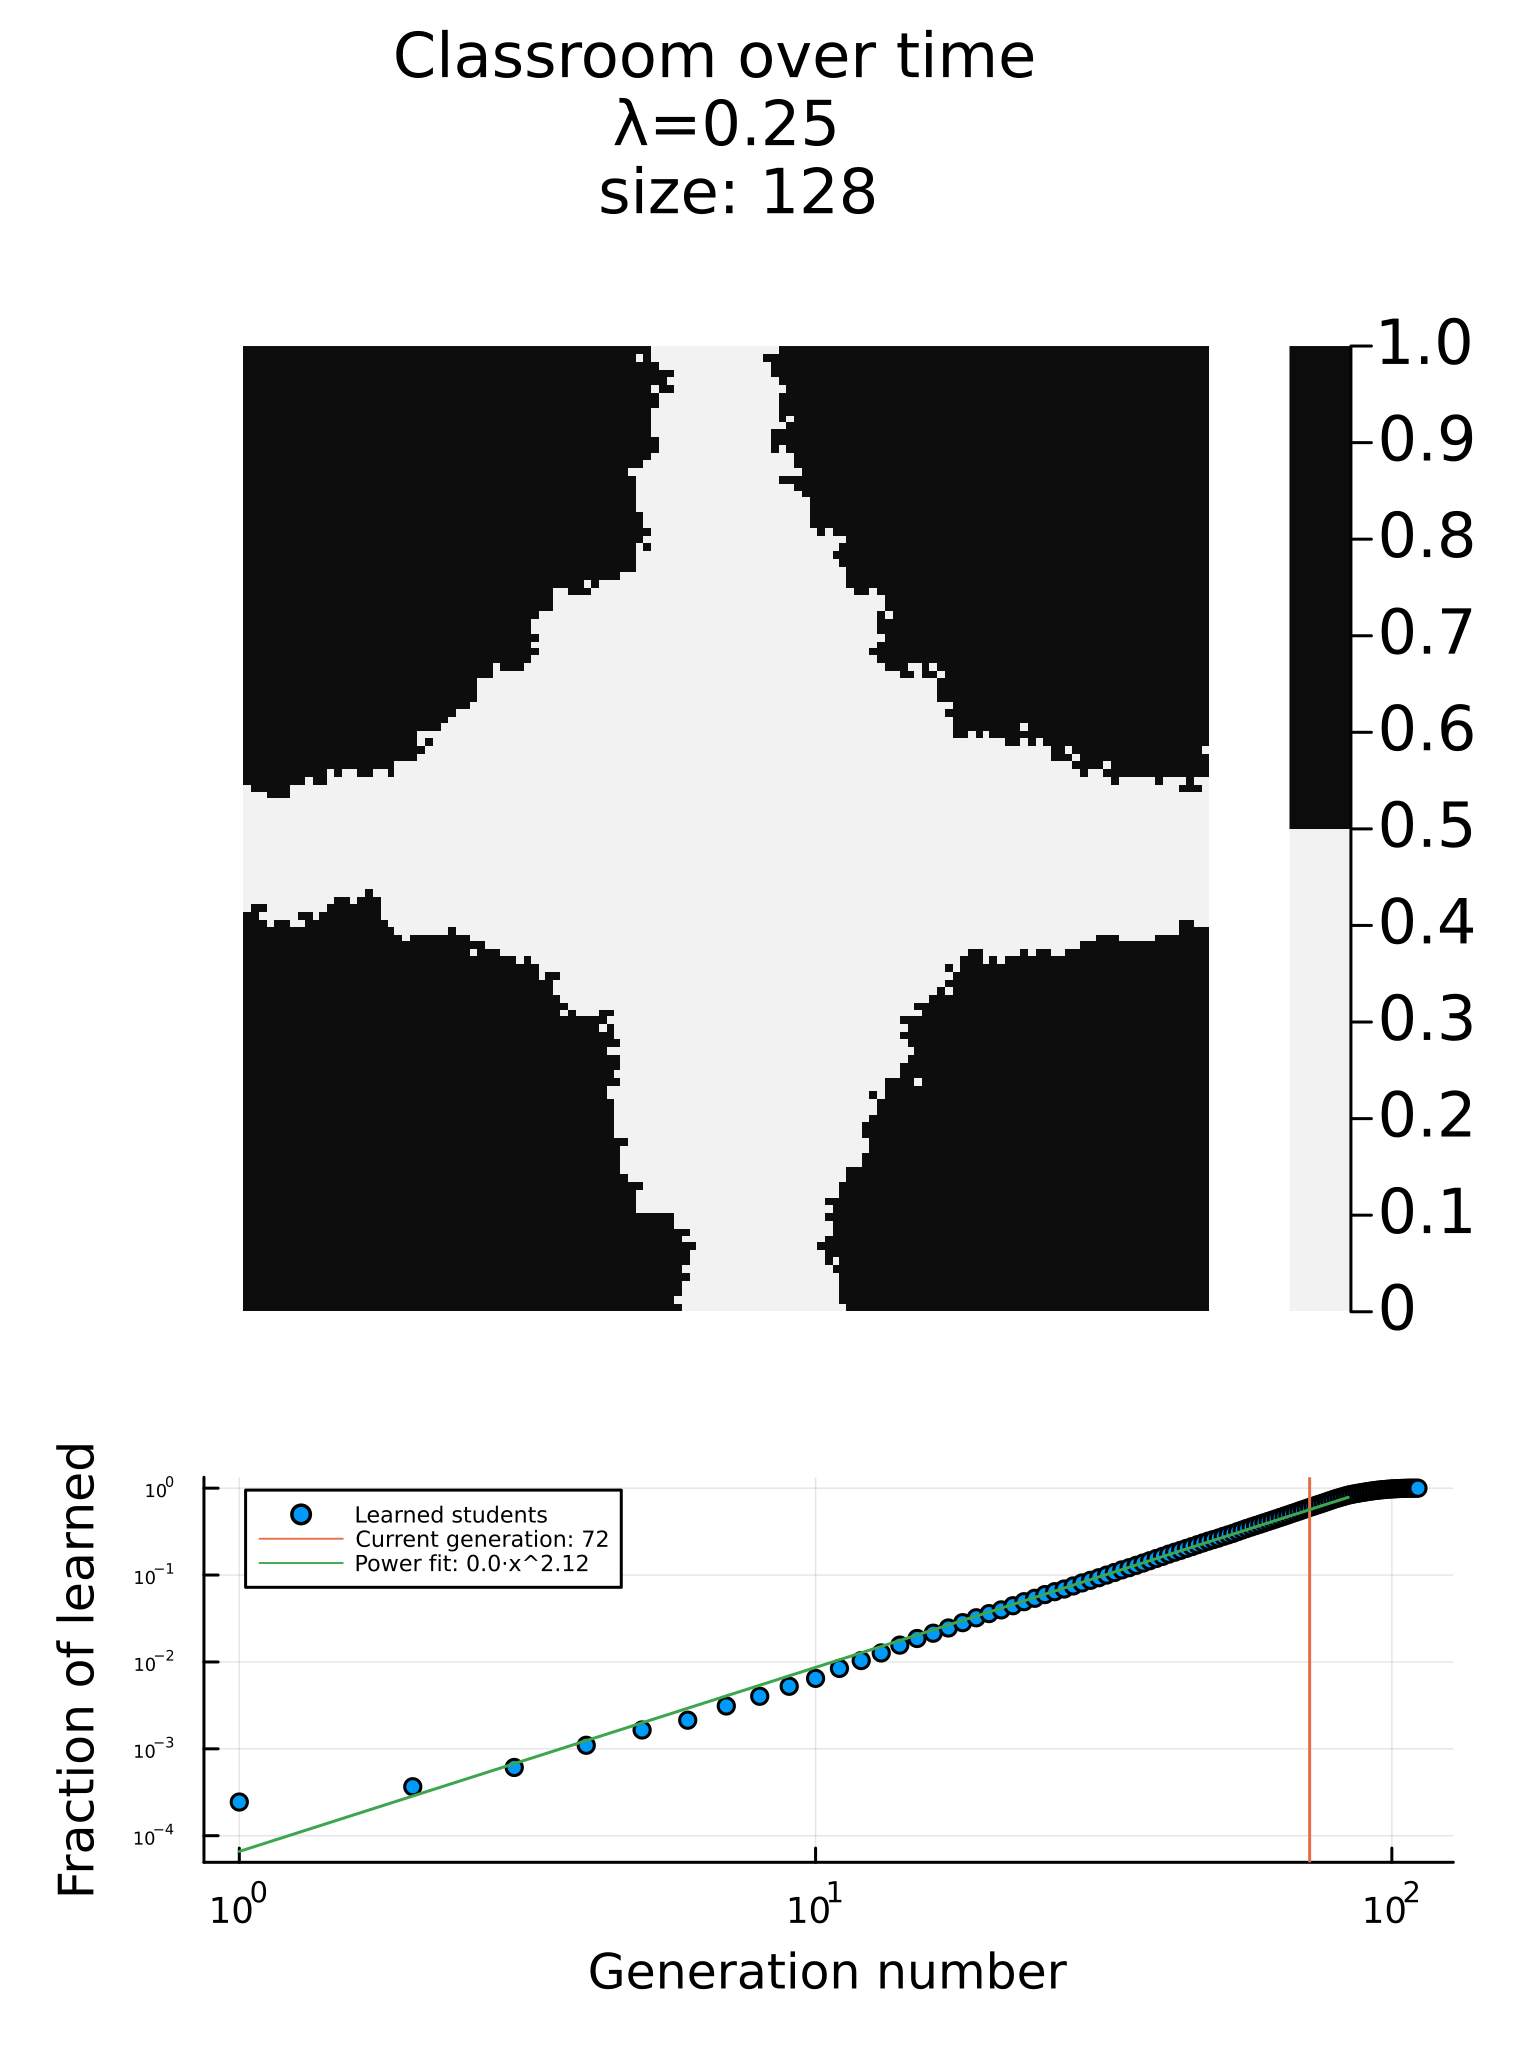 Classroom over time
λ=0.25
size: 128
1.0
0.9
0.8
0.7
0.6
0.5
0.4
0.3
0.2
0.1
0
Fraction of learned
10^0
10^-1
10^-2
10^-3
10^-4
Learned students
Current generation: 72
Power fit: 0.0·x^2.12
10^0
10^1
10^2
Generation number